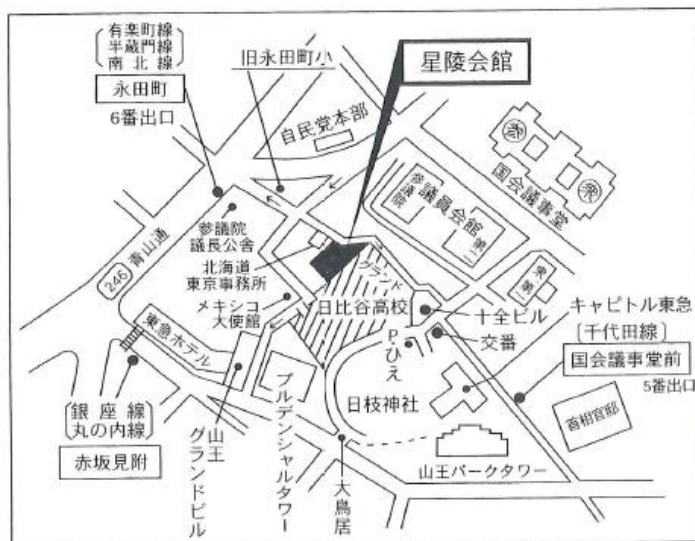 有楽町線
半蔵門線
南北線
永田町
6番出口
旧永田町小
星陵会館
自民党本部
参
衆
国会議事堂
参議院
議員会館
第二
衆第一
参議院
議長公舎
北海道
東京事務所
メキシコ
大使館
246
青山通
東急ホテル
グランド
日比谷高校
十全ビル
交番
P.ひえ
キャピトル東急
千代田線
国会議事堂前
5番出口
首相官邸
日枝神社
山王パークタワー
銀座線
丸の内線
赤坂見附
山王
グランドビル
プルデンシャルタワー
大鳥居